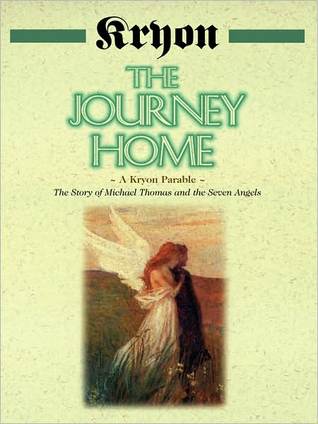 Kryon
THE
JOURNEY
HOME
~ A Kryon Parable ~
The Story of Michael Thomas and the Seven Angels